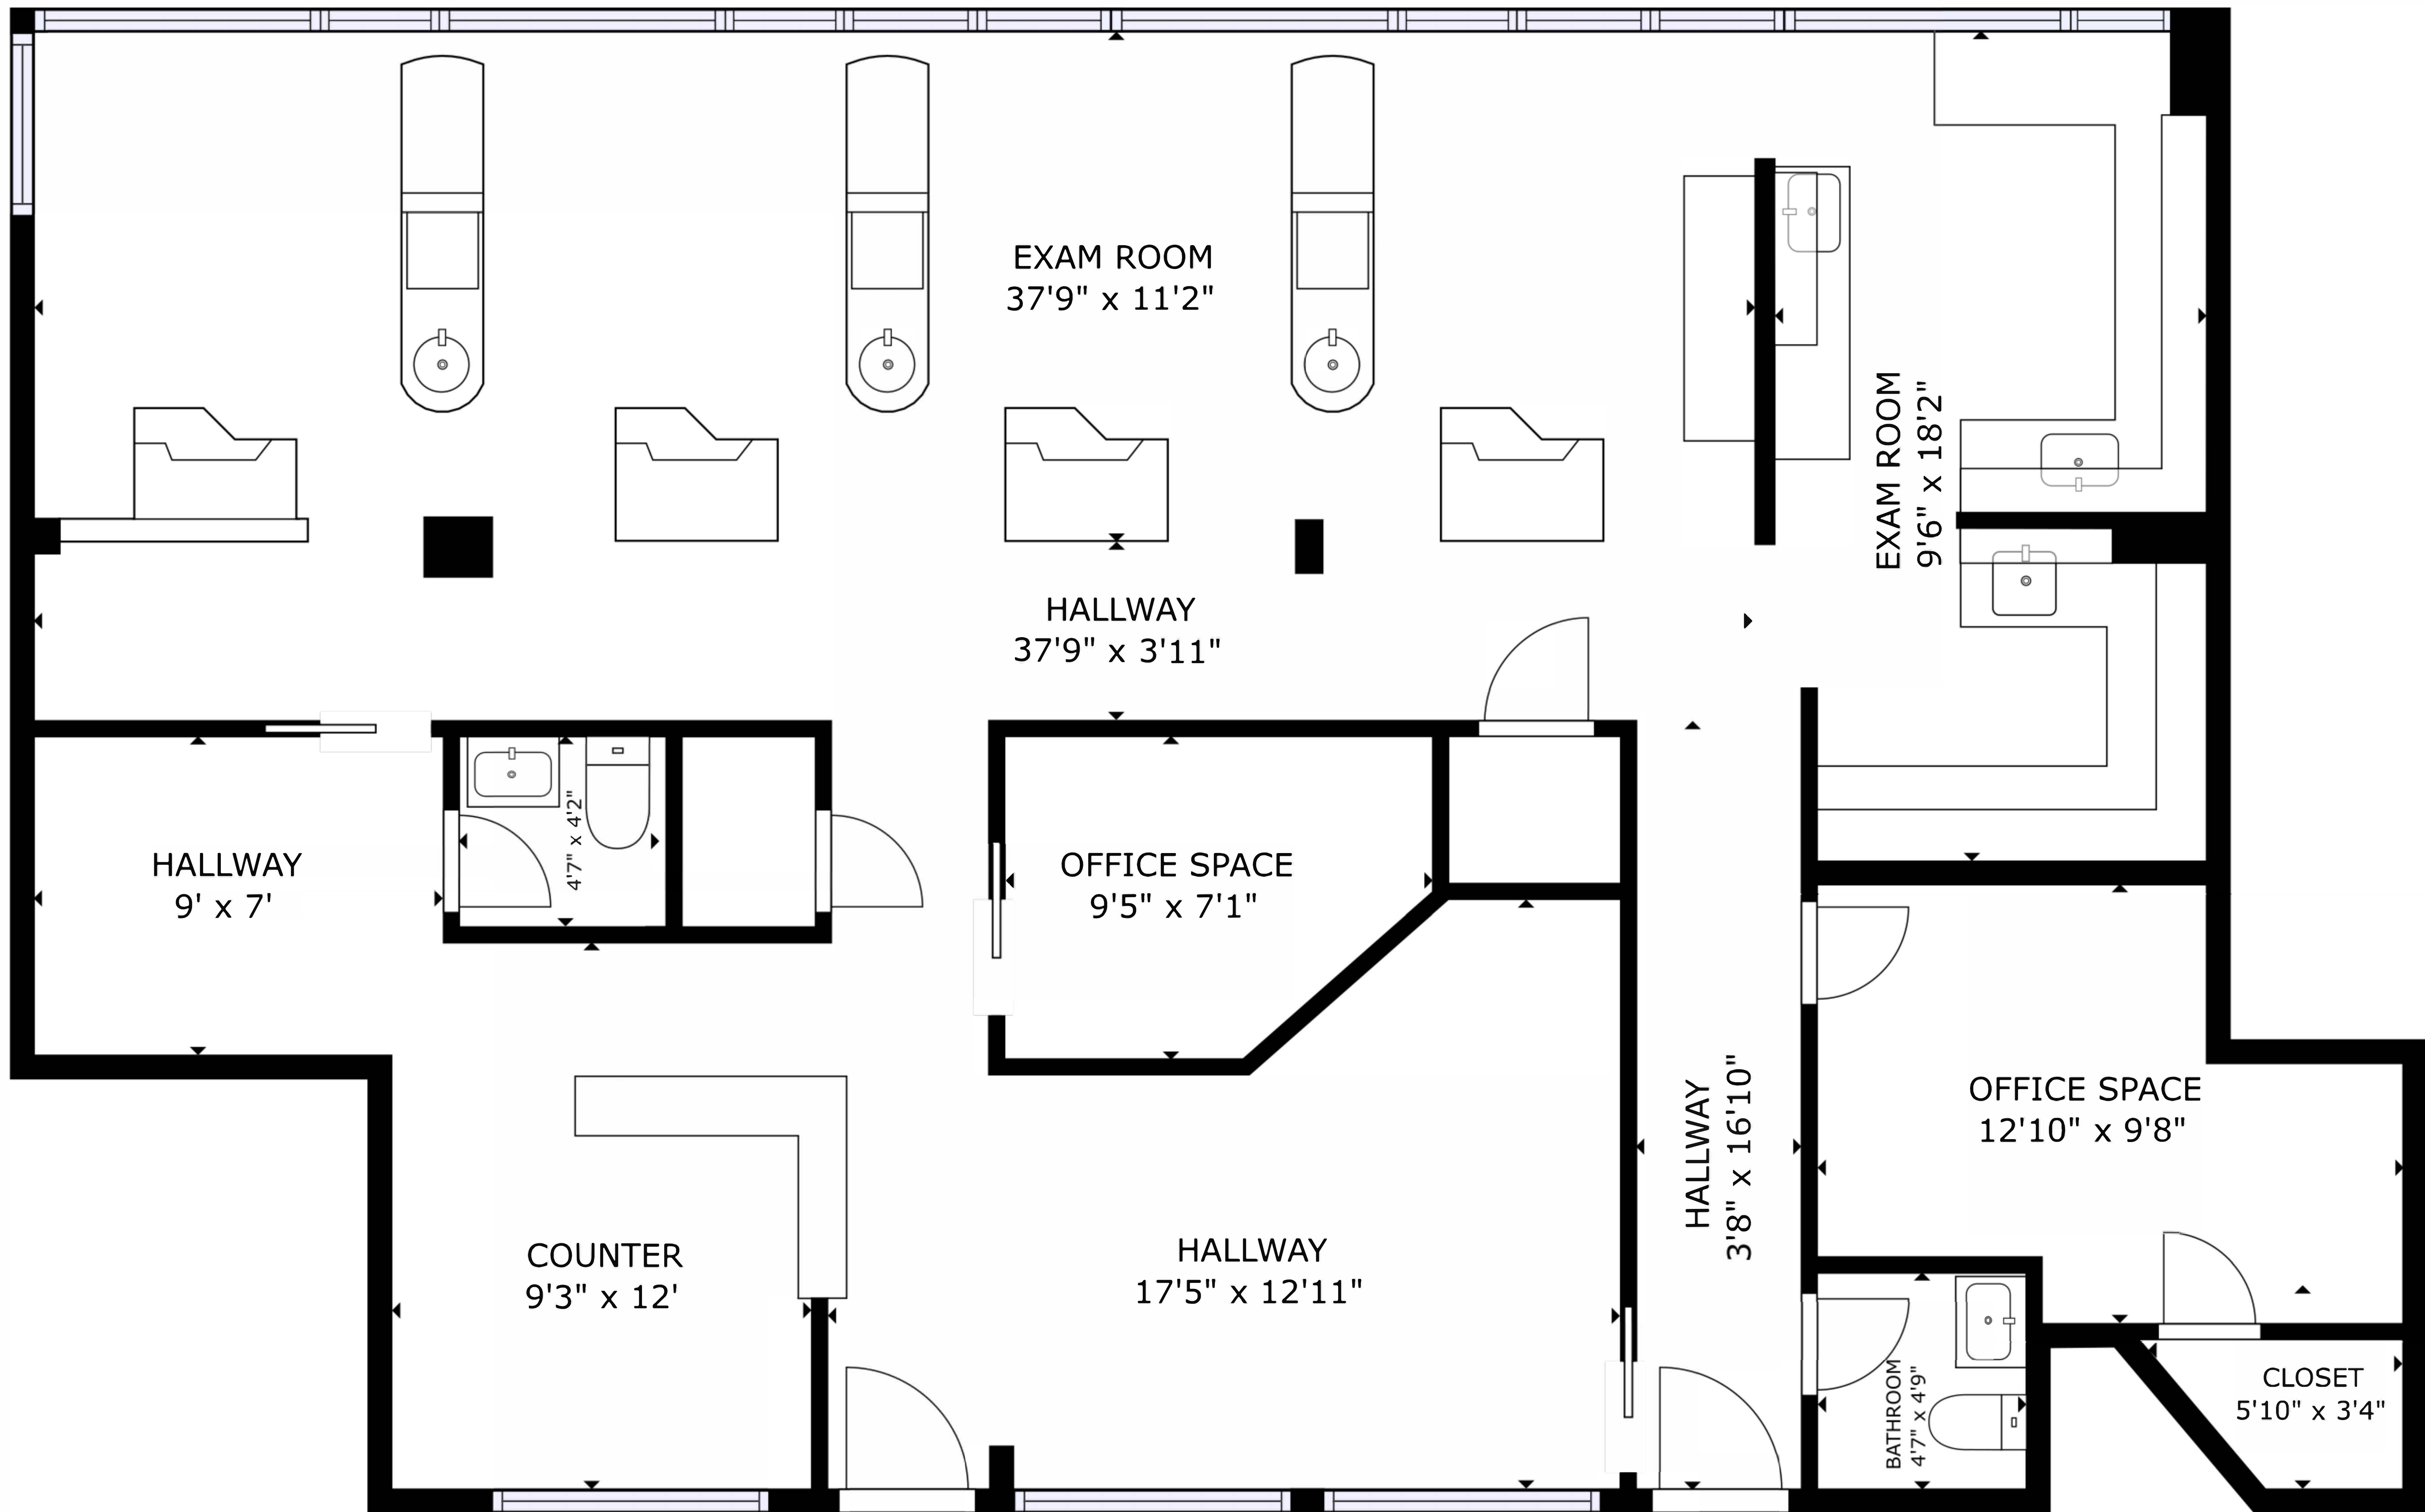 EXAM ROOM
37'9" x 11'2"
EXAM ROOM
9'6" x 18'2"
HALLWAY
37'9" x 3'11"
4'7" x 4'2"
HALLWAY
9' x 7'
OFFICE SPACE
9'5" x 7'1"
OFFICE SPACE
12'10" x 9'8"
HALLWAY
3'8" x 16'10"
COUNTER
9'3" x 12'
HALLWAY
17'5" x 12'11"
BATHROOM
4'7" x 4'9"
CLOSET
5'10" x 3'4"